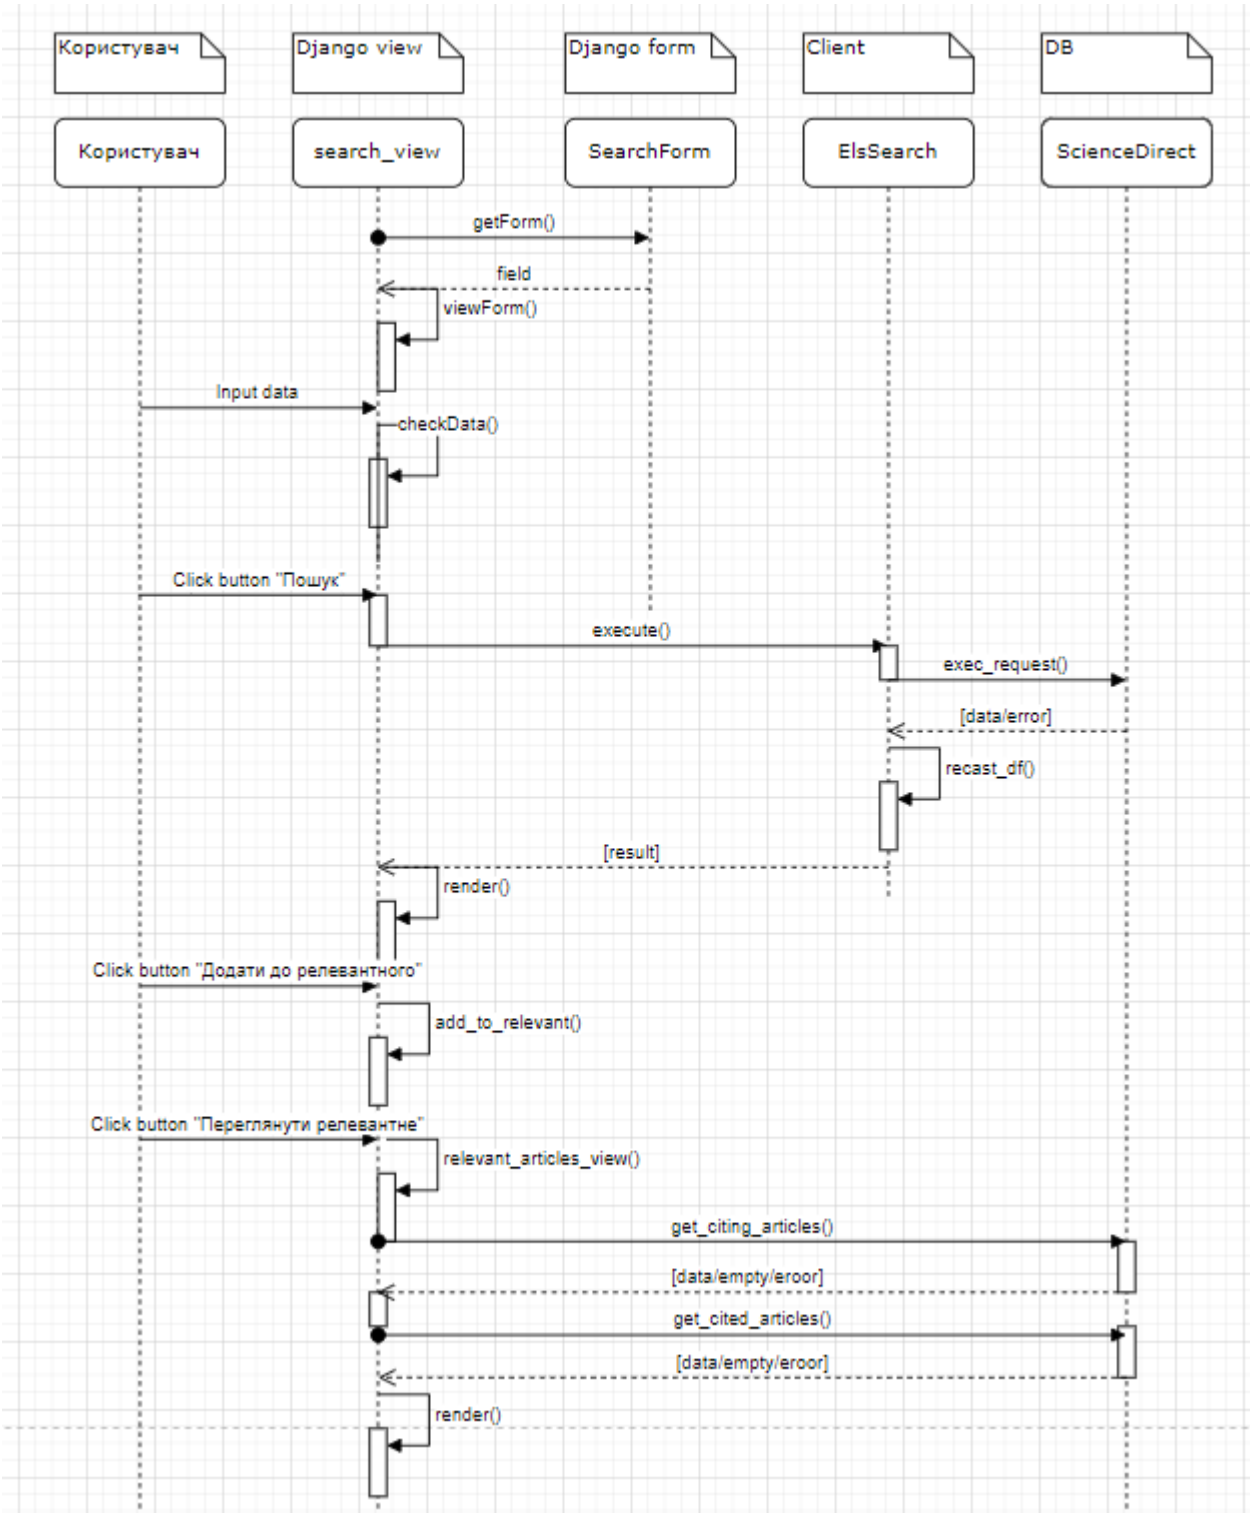 Користувач
Django view
Django form
Client
DB
Користувач
search_view
SearchForm
ElsSearch
ScienceDirect
getForm()
field
viewForm()
Input data
checkData()
Click button "Пошук"
execute()
exec_request()
[data/error]
recast_df()
[result]
render()
Click button "Додати до релевантного"
add_to_relevant()
Click button "Переглянути релевантне"
relevant_articles_view()
get_citing_articles()
[data/empty/eroor]
get_cited_articles()
[data/empty/eroor]
render()